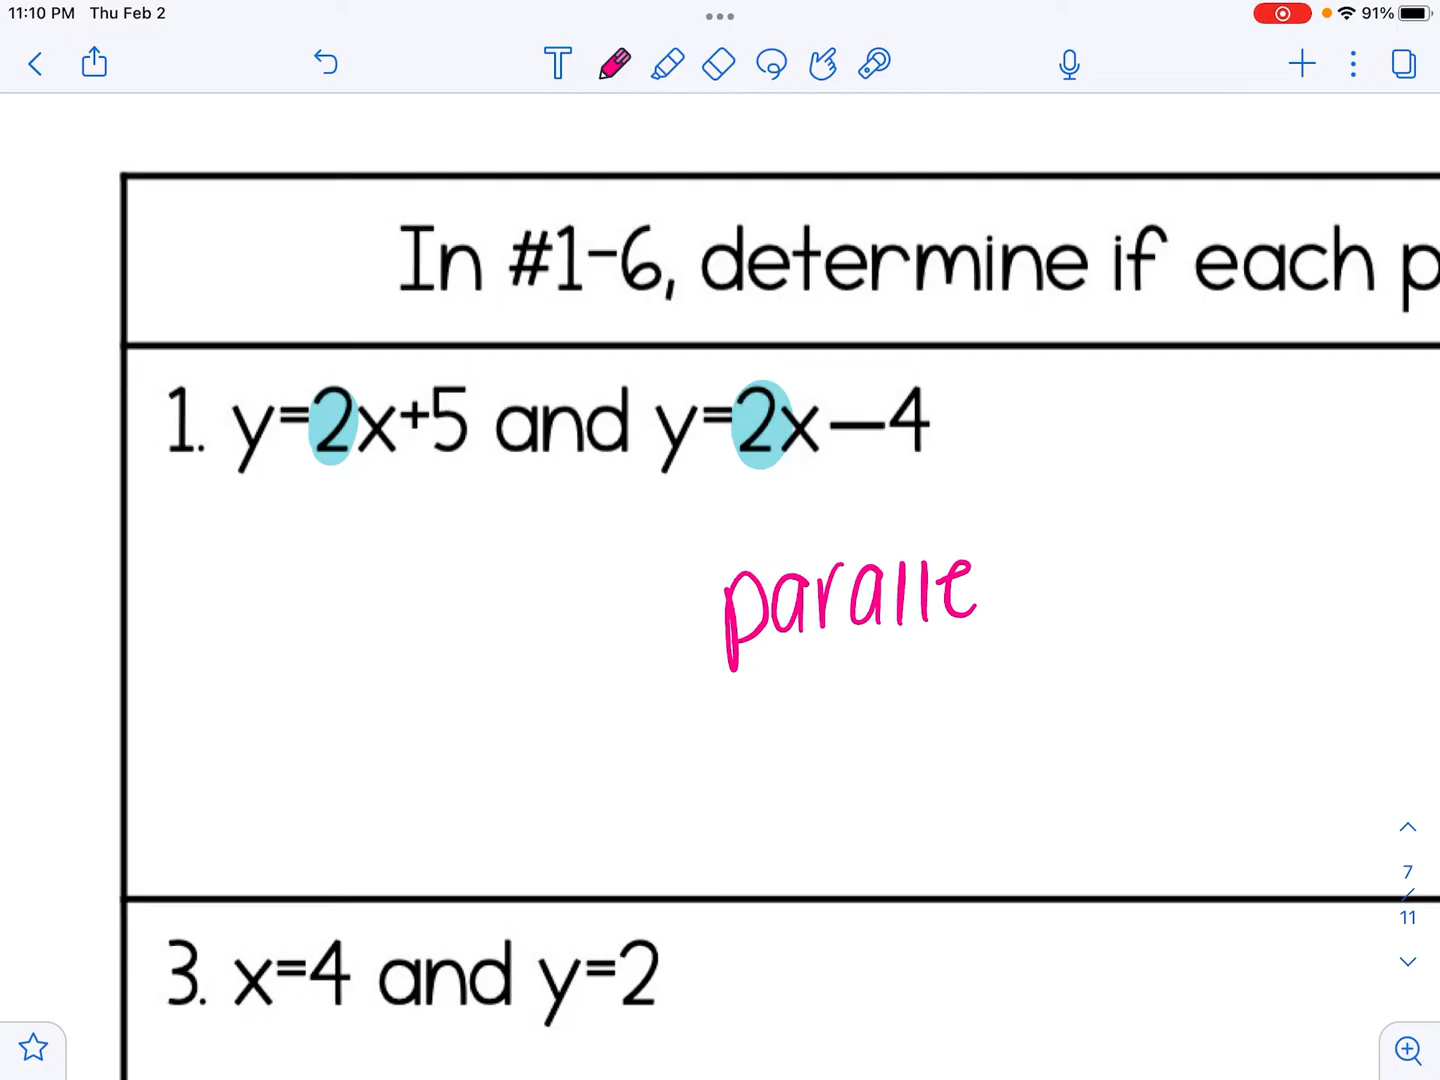 11:10 PM Thu Feb 2
91%
In #1-6, determine if each p
1. y=2x+5 and y=2x–4
paralle
3. x=4 and y=2
7
/
11